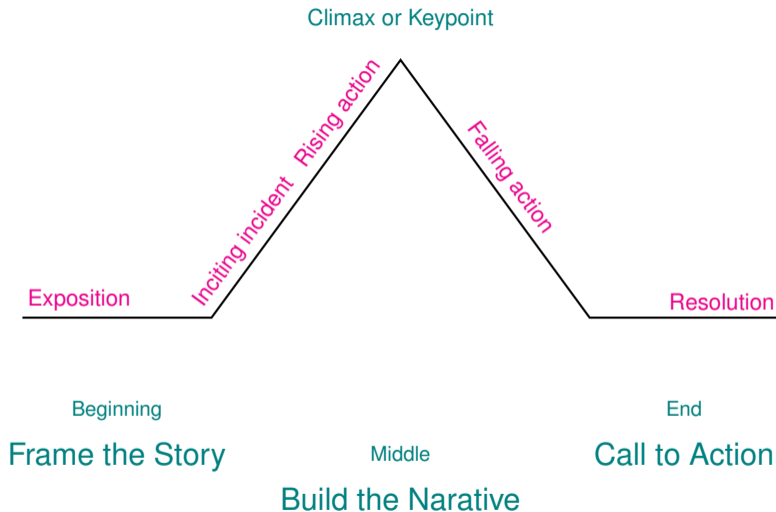 Climax or Keypoint
Rising action
Inciting incident
Falling action
Exposition
Resolution
Beginning
Frame the Story
Middle
Build the Narative
End
Call to Action